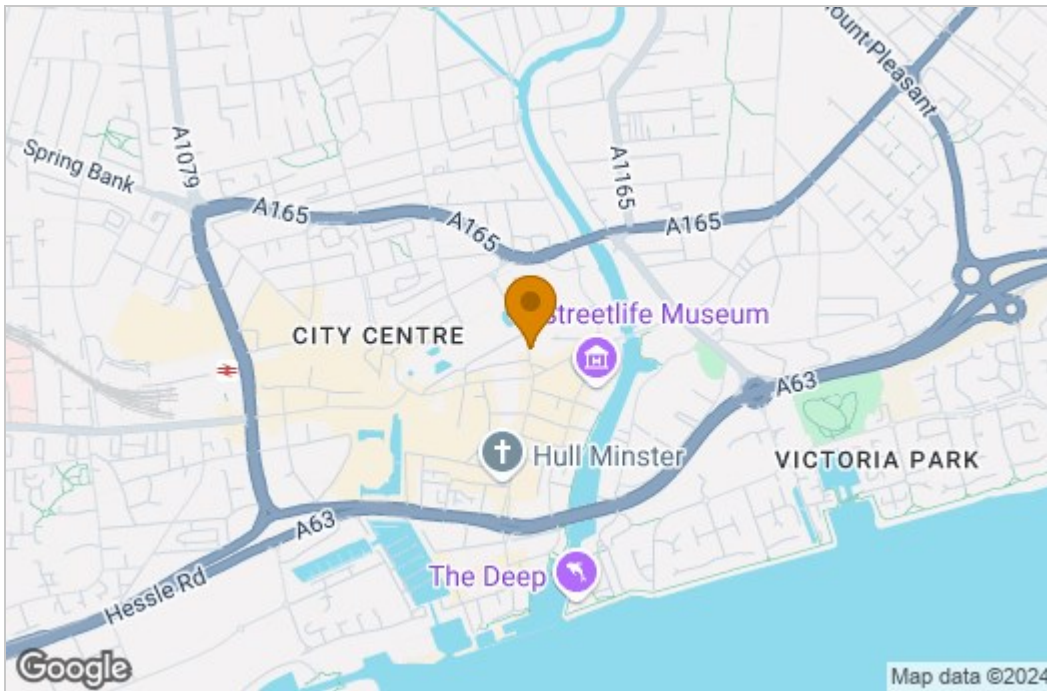 Mount Pleasant
Spring Bank
A1079
A1165
A165
A165
A165
Streetlife Museum
CITY CENTRE
A63
Hull Minster
VICTORIA PARK
A63
Hessle Rd
The Deep
Google
Map data ©2024